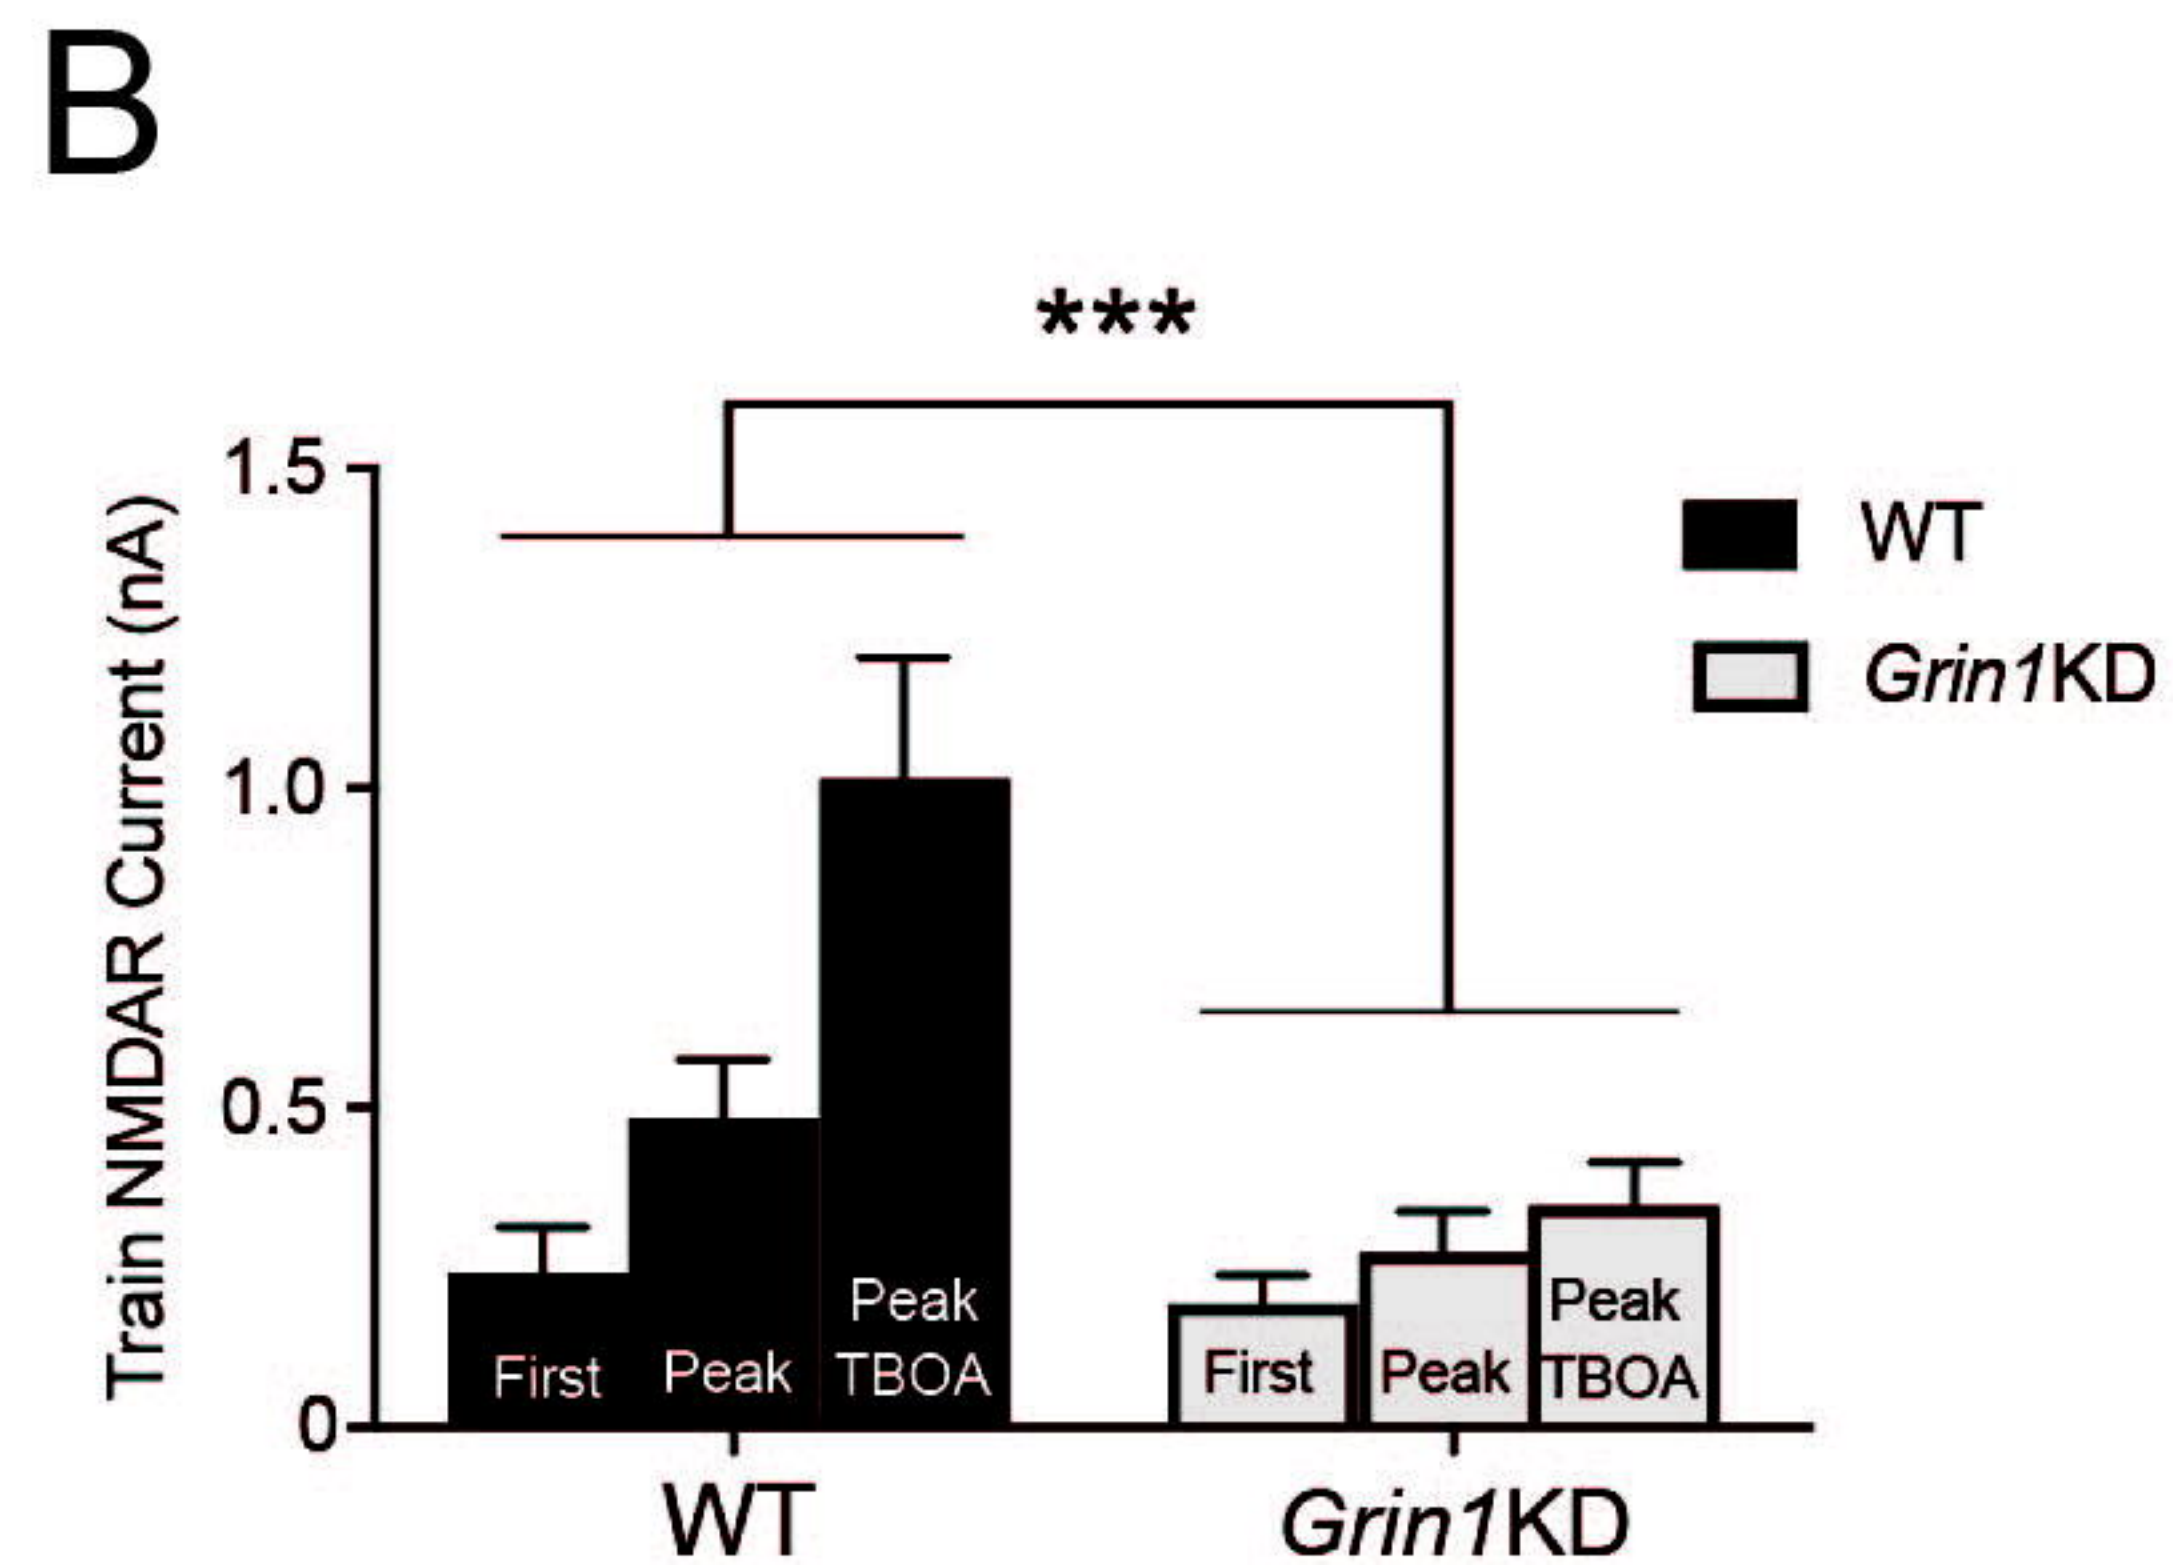 B
***
Train NMDAR Current (nA)
1.5
1.0
0.5
0
WT
Grin1KD
First
Peak
Peak
TBOA
First
Peak
Peak
TBOA
WT
Grin1KD